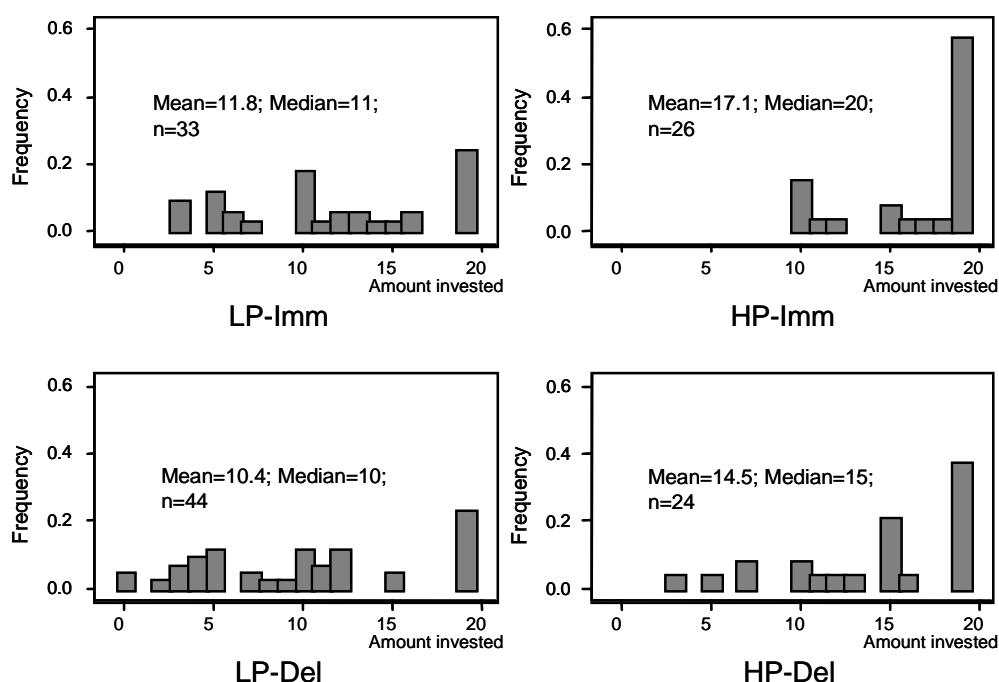 0.6
0.4
0.2
0.0
Frequency
Mean=11.8; Median=11;
n=33
0 5 10 15 20
Amount invested
LP-Imm
0.6
0.4
0.2
0.0
Frequency
Mean=17.1; Median=20;
n=26
0 5 10 15 20
Amount invested
HP-Imm
0.6
0.4
0.2
0.0
Frequency
Mean=10.4; Median=10;
n=44
0 5 10 15 20
Amount invested
LP-Del
0.6
0.4
0.2
0.0
Frequency
Mean=14.5; Median=15;
n=24
0 5 10 15 20
Amount invested
HP-Del